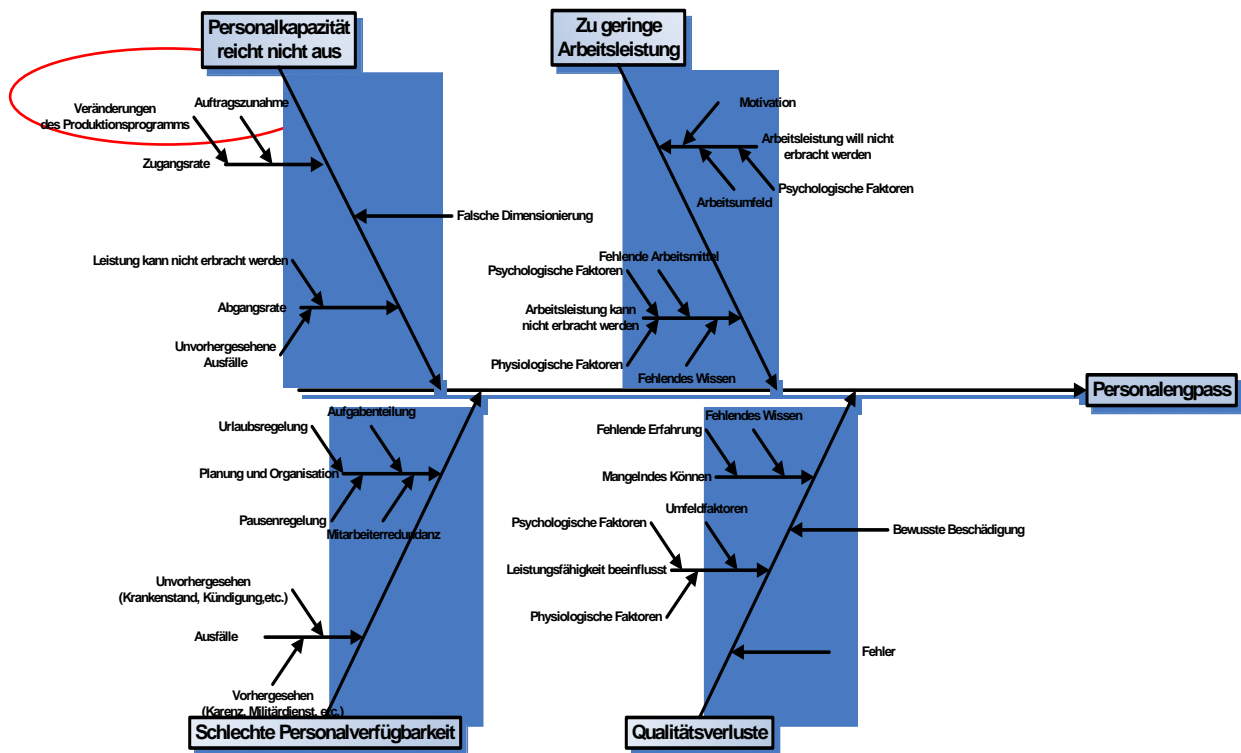 Personalkapazität
reicht nicht aus
Zu geringe
Arbeitsleistung
Veränderungen
des Produktionsprogramms
Auftragszunahme
Zugangsrate
Falsche Dimensionierung
Leistung kann nicht erbracht werden
Abgangsrate
Unvorhergesehene
Ausfälle
Motivation
Arbeitsleistung will nicht
erbracht werden
Psychologische Faktoren
Arbeitsumfeld
Fehlende Arbeitsmittel
Psychologische Faktoren
Arbeitsleistung kann
nicht erbracht werden
Physiologische Faktoren
Fehlendes Wissen
Personalengpass
Aufgabenteilung
Urlaubsregelung
Planung und Organisation
Pausenregelung
Mitarbeiterredundanz
Unvorhergesehen
(Krankenstand, Kündigung,etc.)
Ausfälle
Vorhergesehen
(Karenz, Militärdienst, etc.)
Schlechte Personalverfügbarkeit
Fehlendes Wissen
Fehlende Erfahrung
Mangelndes Können
Umfeldfaktoren
Psychologische Faktoren
Bewusste Beschädigung
Leistungsfähigkeit beeinflusst
Physiologische Faktoren
Fehler
Qualitätsverluste